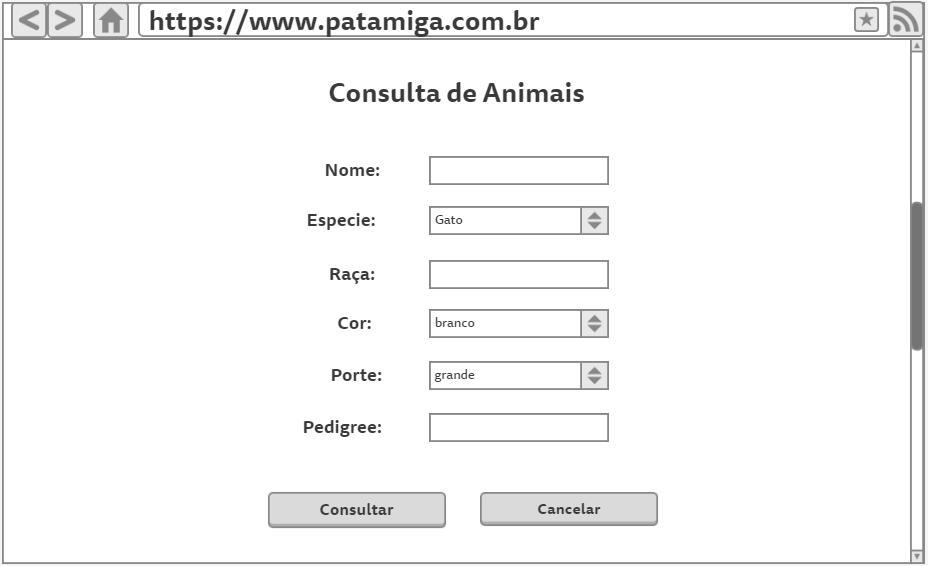 https://www.patamiga.com.br
Consulta de Animais
Nome:
Especie: Gato
Raça:
Cor: branco
Porte: grande
Pedigree:
Consultar Cancelar